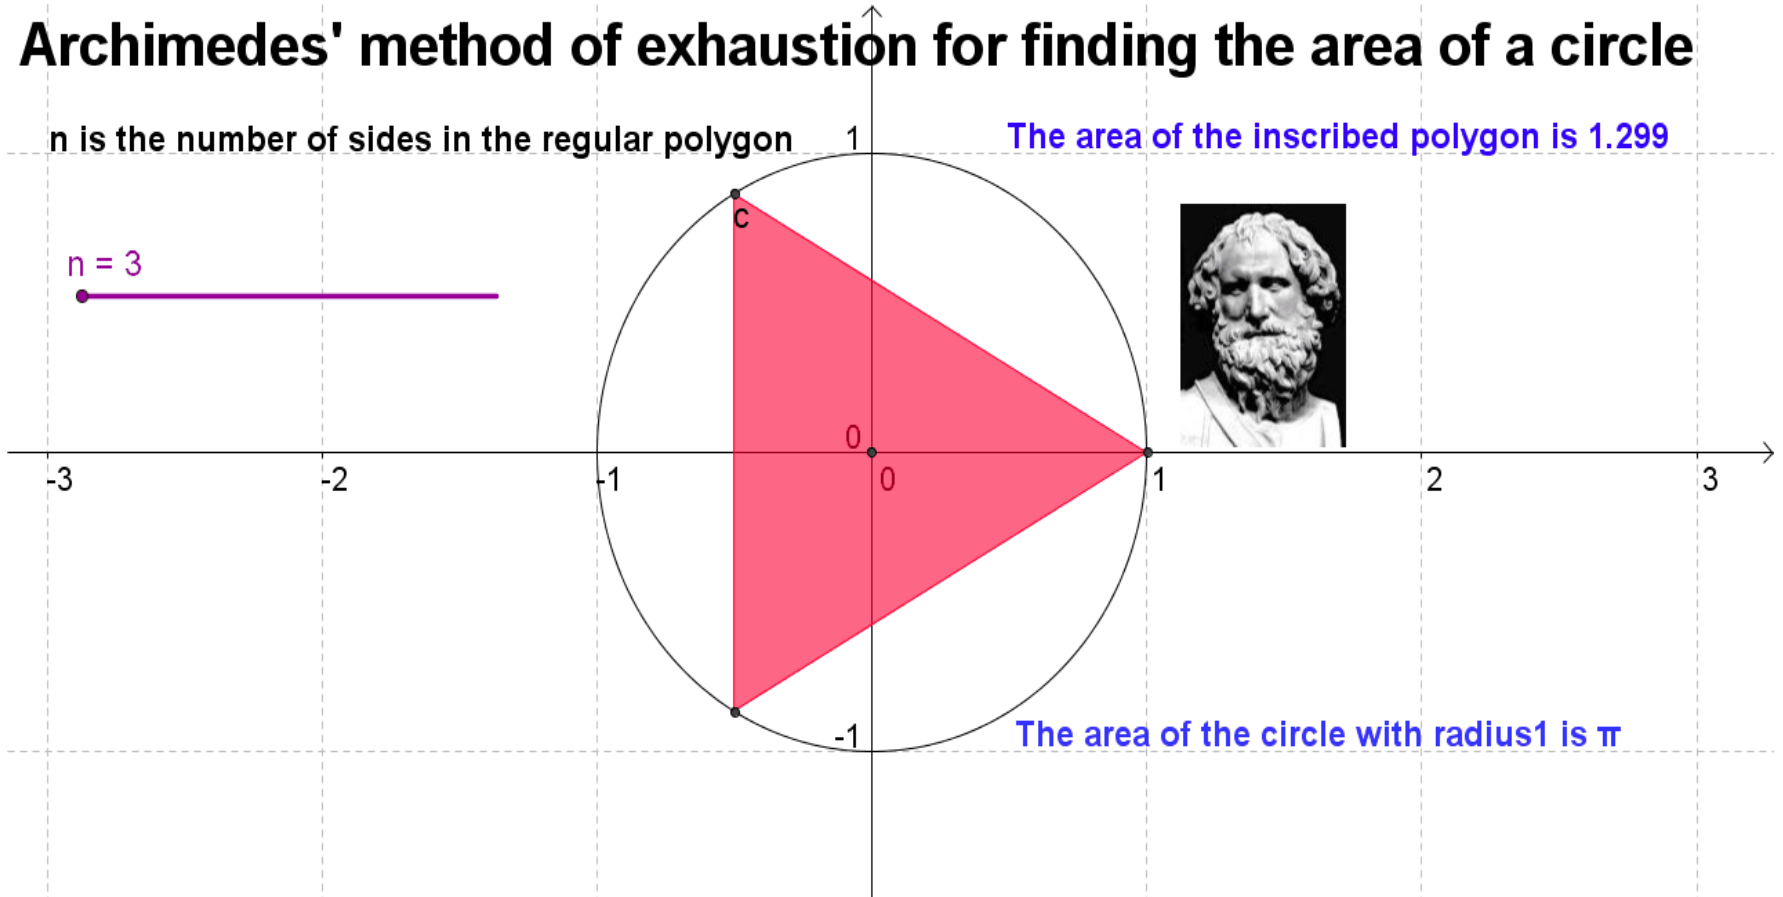 Archimedes' method of exhaustion for finding the area of a circle
n is the number of sides in the regular polygon
1
The area of the inscribed polygon is 1.299
C
n = 3
0
-3
-2
-1
0
1
2
3
-1
The area of the circle with radius1 is π